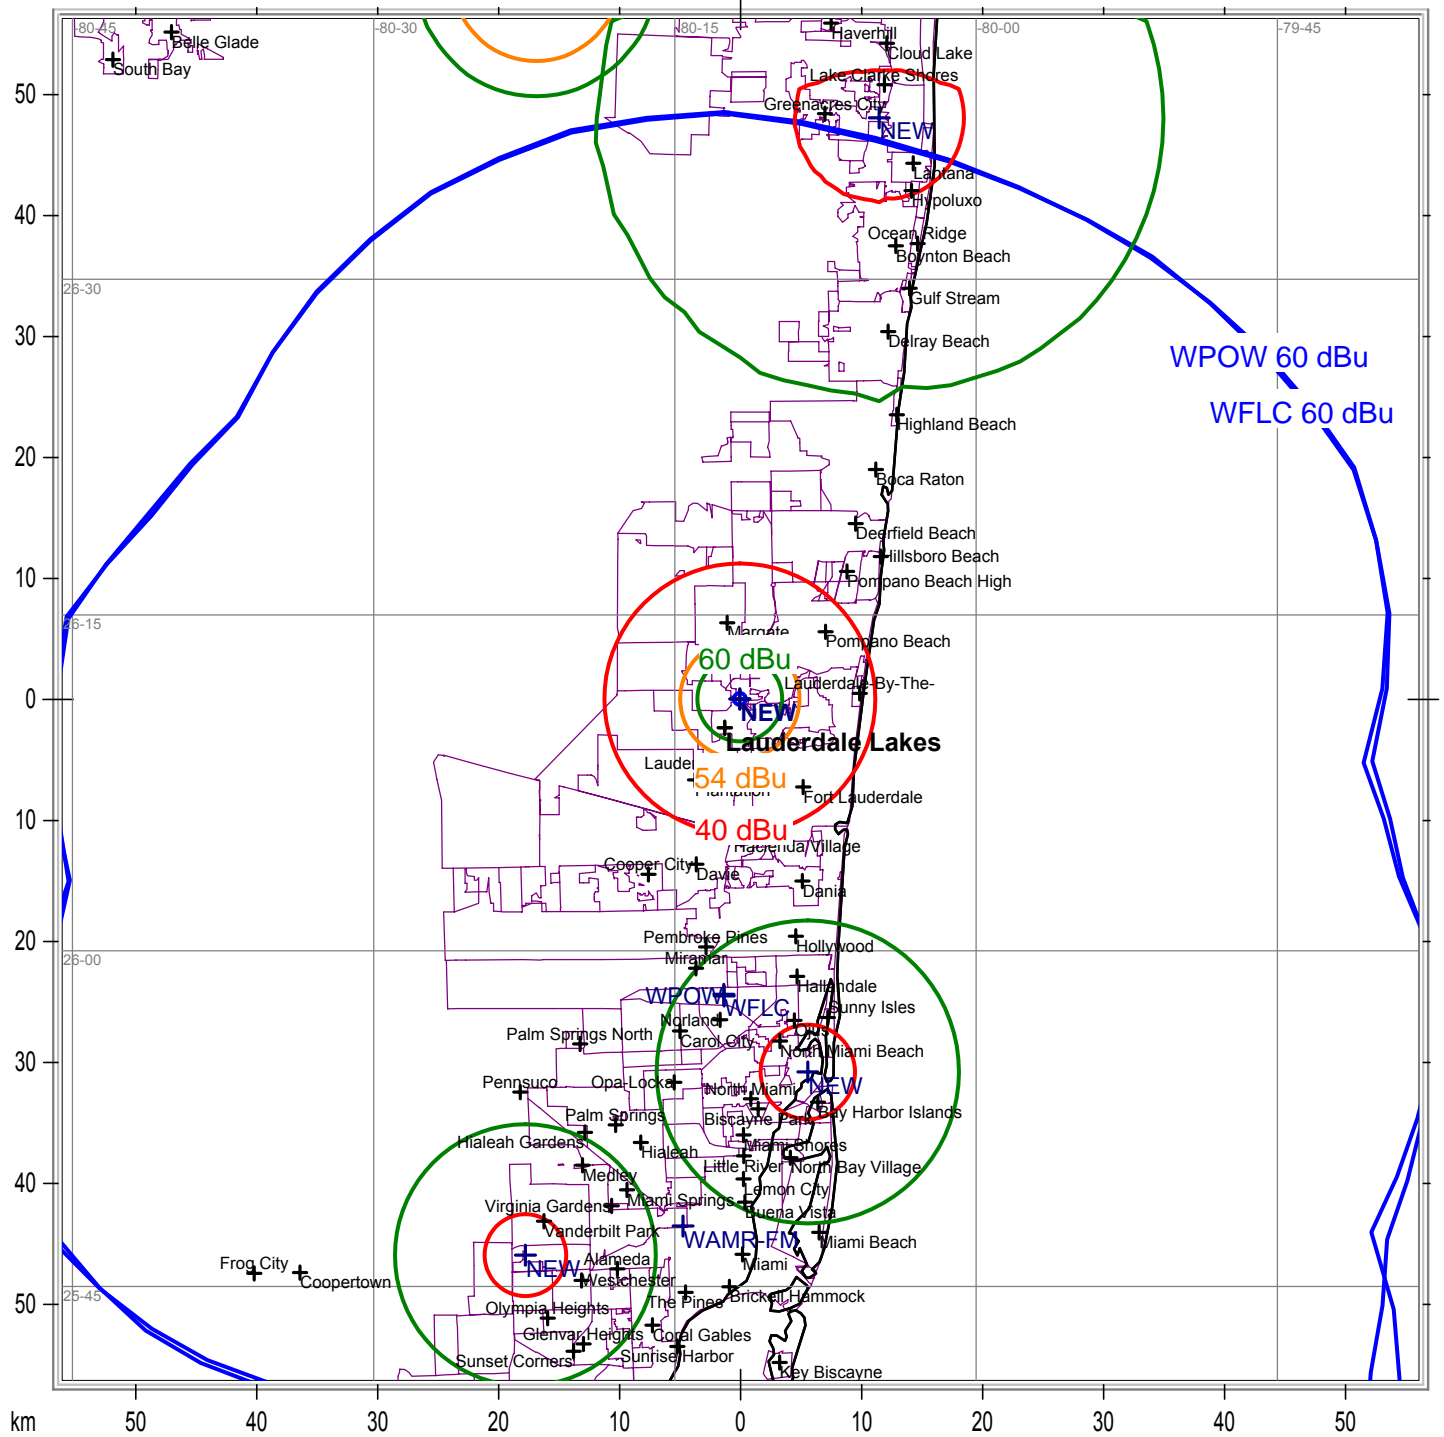 -80-45
-80-30
-80-15
-80-00
-79-45
Belle Glade
South Bay
Haverhill
Cloud Lake
Lake Clarke Shores
Greenacres City
NEW
Lantana
Hypoluxo
Ocean Ridge
Boynton Beach
26-30
Gulf Stream
Delray Beach
WPOW 60 dBu
WFLC 60 dBu
Highland Beach
Boca Raton
Deerfield Beach
Hillsboro Beach
Pompano Beach High
26-15
Margate
Pompano Beach
60 dBu
Lauderdale-By-The-
NEW
Lauderdale Lakes
Lauder
54 dBu
Plantation
Fort Lauderdale
40 dBu
Hacienda Village
Cooper City
Davie
Dania
Pembroke Pines
Hollywood
26-00
Miramar
Hallandale
WPOW
WFLC
Sunny Isles
Norland
Ojus
Palm Springs North
Carol City
North Miami Beach
Pennsuco
Opa-Locka
NEW
North Miami
Bay Harbor Islands
Palm Springs
Biscayne Park
Hialeah Gardens
Hialeah
Miami Shores
Medley
Little River
North Bay Village
Lemon City
Virginia Gardens
Miami Springs
Buena Vista
Vanderbilt Park
WAMR-FM
Miami Beach
Frog City
Coopertown
NEW
Alameda
Westchester
Miami
25-45
The Pines
Brickell Hammock
Olympia Heights
Glenvar Heights
Coral Gables
Sunset Corners
Sunrise Harbor
Key Biscayne
50
40
30
20
10
0
10
20
30
40
50
km
50
40
30
20
10
0
10
20
30
40
50